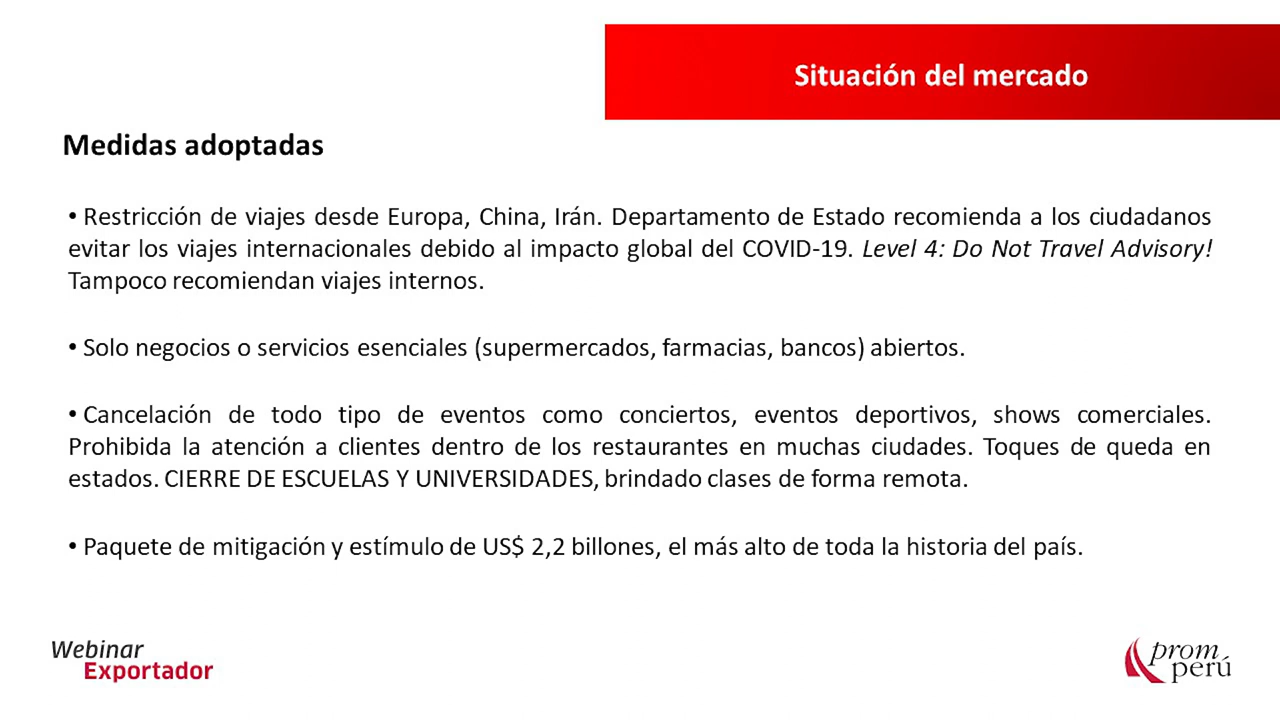 Situación del mercado
Medidas adoptadas
• Restricción de viajes desde Europa, China, Irán. Departamento de Estado recomienda a los ciudadanos
evitar los viajes internacionales debido al impacto global del COVID-19. Level 4: Do Not Travel Advisory!
Tampoco recomiendan viajes internos.
• Solo negocios o servicios esenciales (supermercados, farmacias, bancos) abiertos.
• Cancelación de todo tipo de eventos como conciertos, eventos deportivos, shows comerciales.
Prohibida la atención a clientes dentro de los restaurantes en muchas ciudades. Toques de queda en
estados. CIERRE DE ESCUELAS Y UNIVERSIDADES, brindado clases de forma remota.
• Paquete de mitigación y estímulo de US$ 2,2 billones, el más alto de toda la historia del país.
Webinar
Exportador
prom
perú